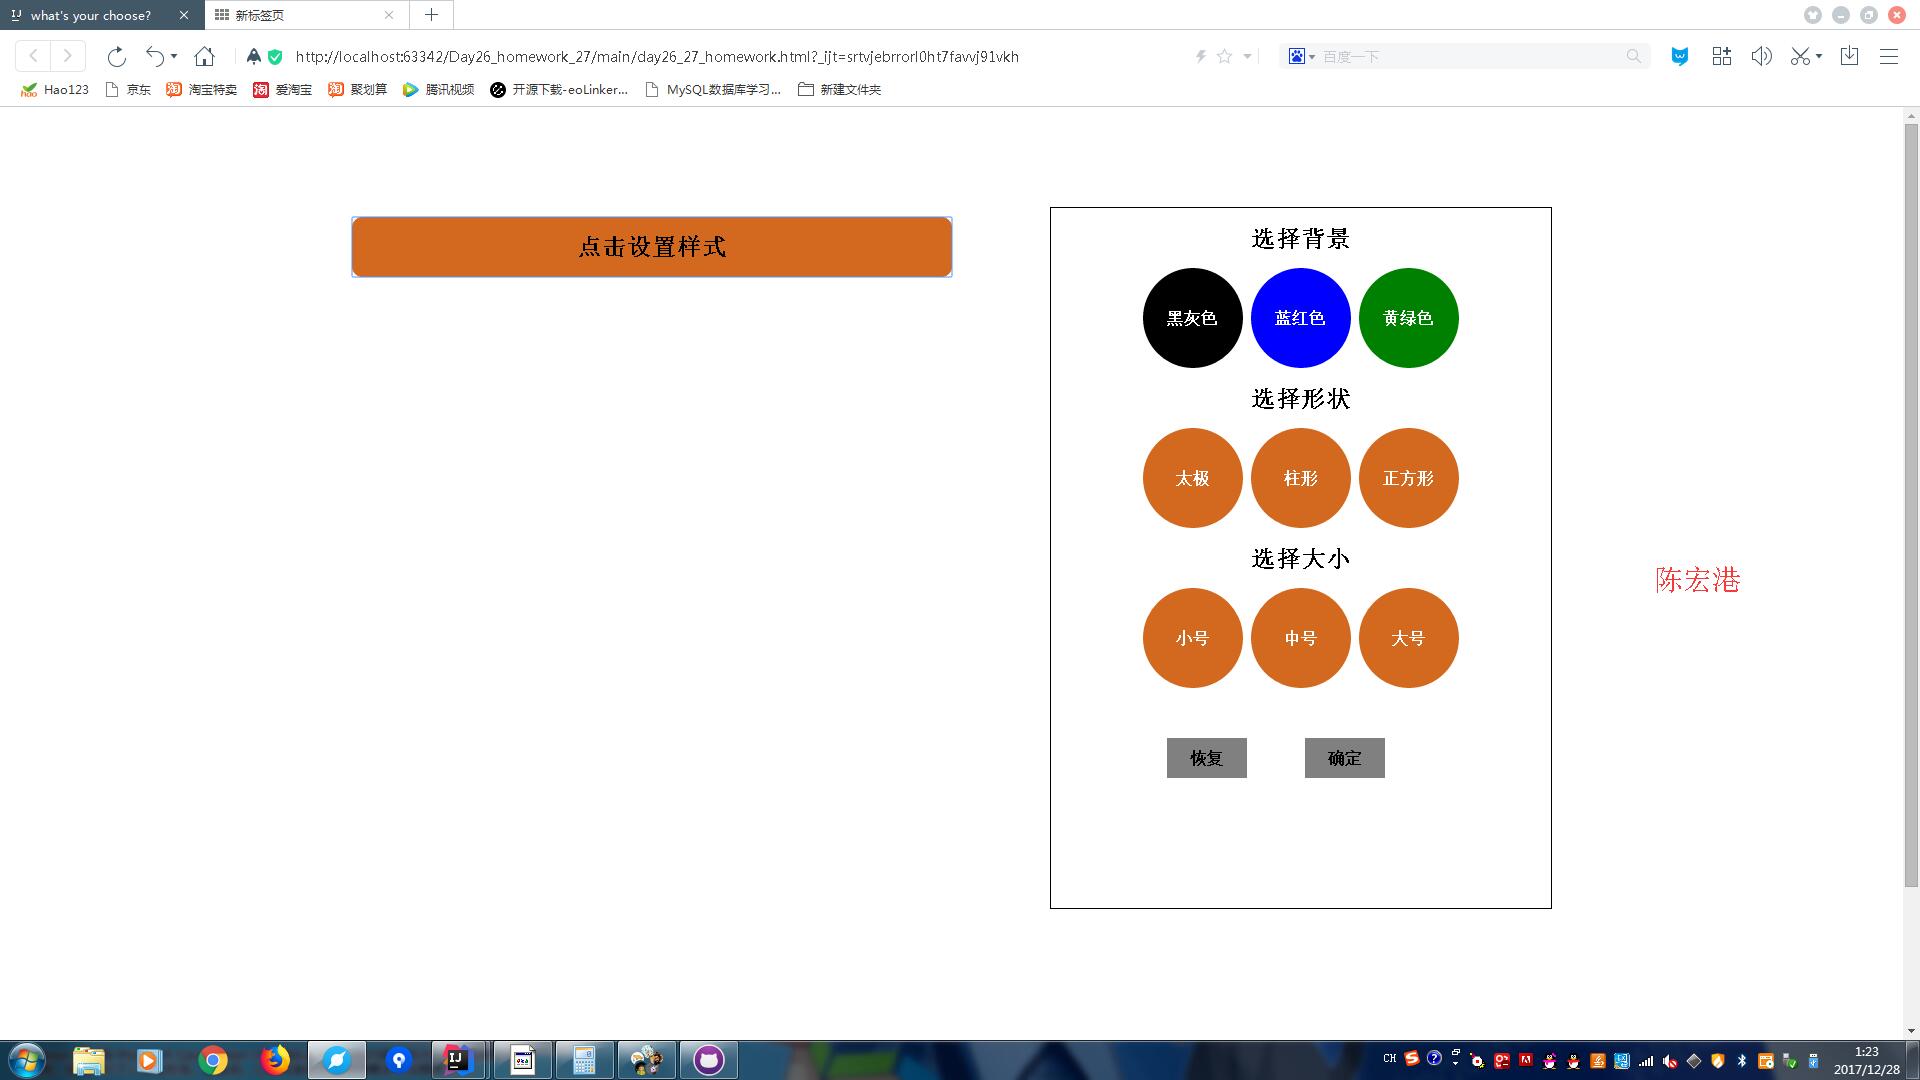 what's your choose?
新标签页
http://localhost:63342/Day26_homework_27/main/day26_27_homework.html?_ijt=srtvjebrrorl0ht7favvj91vkh
百度一下
Hao123
京东
淘宝特卖
爱淘宝
聚划算
腾讯视频
开源下载-eoLinker...
MySQL数据库学习...
新建文件夹
点击设置样式
选择背景
黑灰色 蓝红色 黄绿色
选择形状
太极 柱形 正方形
选择大小
小号 中号 大号
恢复 确定
陈宏港
CH
1:23
2017/12/28